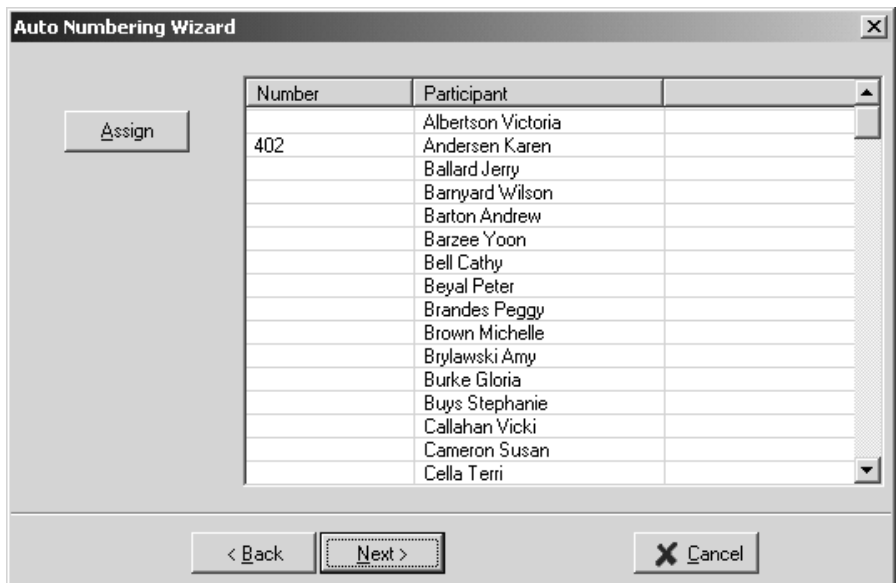 Auto Numbering Wizard
Assign
Number Participant
Albertson Victoria
402 Andersen Karen
Ballard Jerry
Barnyard Wilson
Barton Andrew
Barzee Yoon
Bell Cathy
Beyal Peter
Brandes Peggy
Brown Michelle
Brylawski Amy
Burke Gloria
Buys Stephanie
Callahan Vicki
Cameron Susan
Cella Terri
< Back Next > Cancel